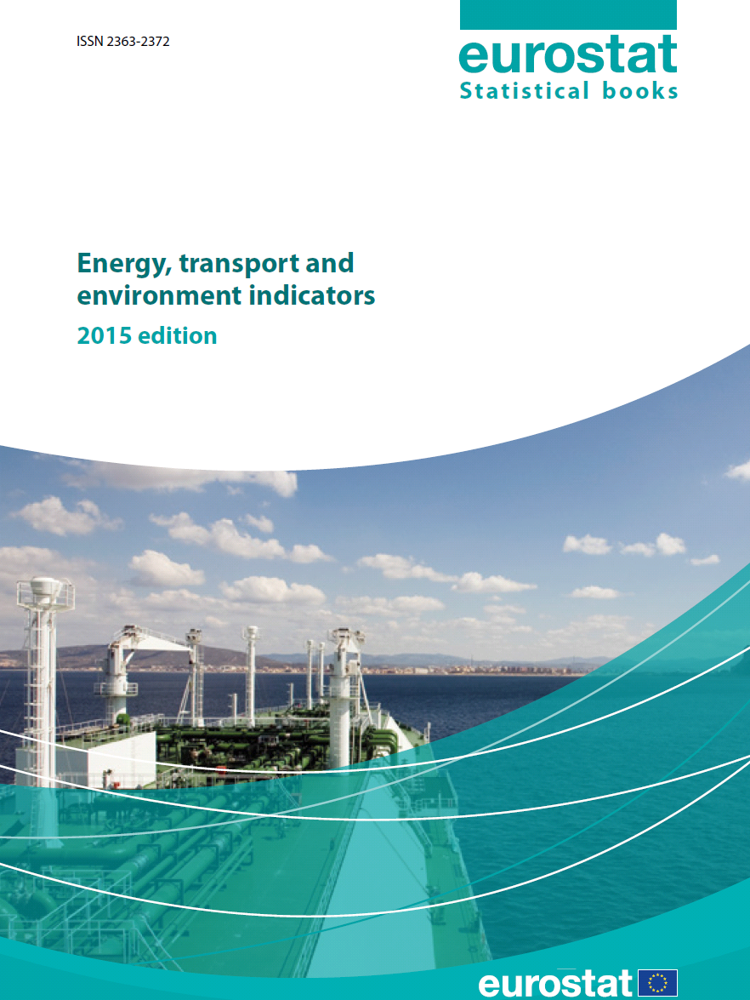 ISSN 2363-2372
eurostat
Statistical books
Energy, transport and
environment indicators
2015 edition
eurostat